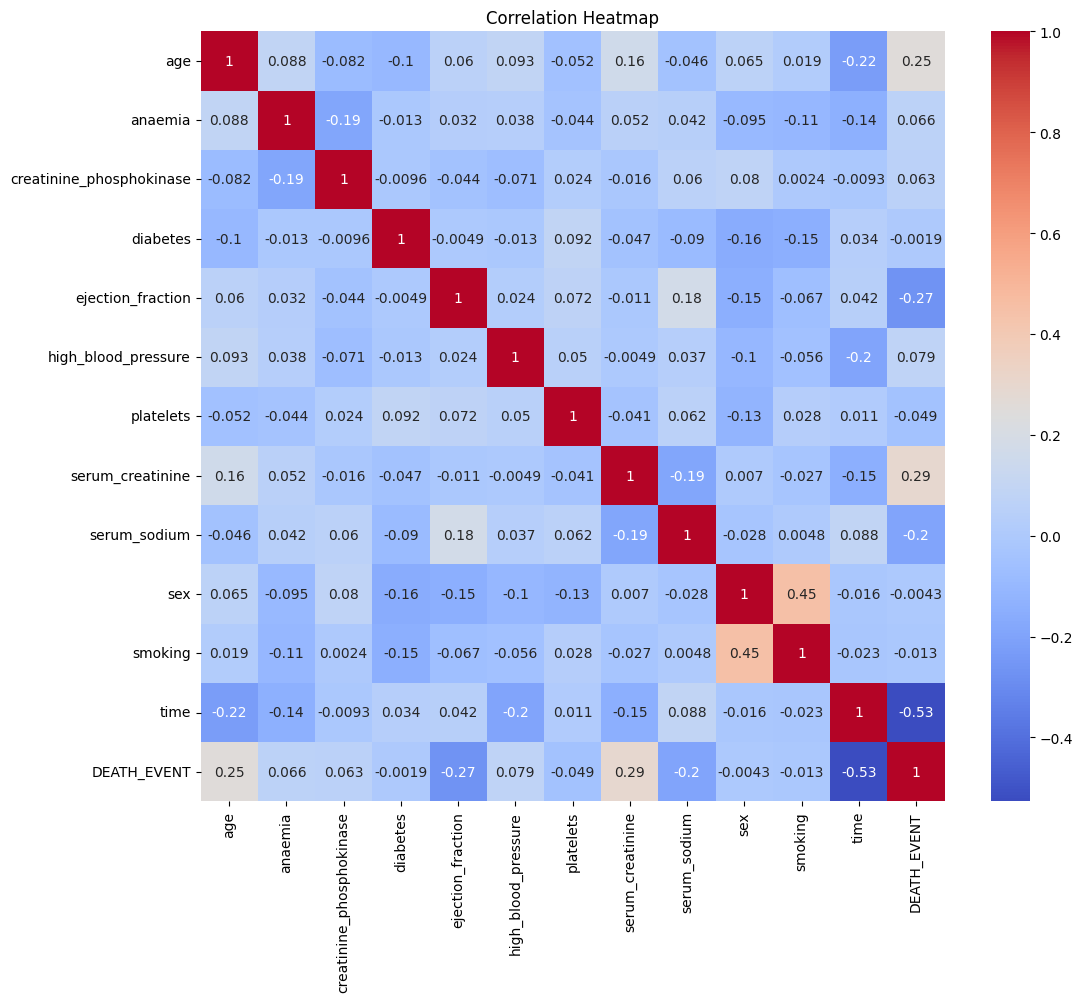 Correlation Heatmap
age 1 0.088 -0.082 -0.1 0.06 0.093 -0.052 0.16 -0.046 0.065 0.019 -0.22 0.25
anaemia 0.088 1 -0.19 -0.013 0.032 0.038 -0.044 0.052 0.042 -0.095 -0.11 -0.14 0.066
creatinine_phosphokinase -0.082 -0.19 1 -0.0096 -0.044 -0.071 0.024 -0.016 0.06 0.08 0.0024 -0.0093 0.063
diabetes -0.1 -0.013 -0.0096 1 -0.0049 -0.013 0.092 -0.047 -0.09 -0.16 -0.15 0.034 -0.0019
ejection_fraction 0.06 0.032 -0.044 -0.0049 1 0.024 0.072 -0.011 0.18 -0.15 -0.067 0.042 -0.27
high_blood_pressure 0.093 0.038 -0.071 -0.013 0.024 1 0.05 -0.0049 0.037 -0.1 -0.056 -0.2 0.079
platelets -0.052 -0.044 0.024 0.092 0.072 0.05 1 -0.041 0.062 -0.13 0.028 0.011 -0.049
serum_creatinine 0.16 0.052 -0.016 -0.047 -0.011 -0.0049 -0.041 1 -0.19 0.007 -0.027 -0.15 0.29
serum_sodium -0.046 0.042 0.06 -0.09 0.18 0.037 0.062 -0.19 1 -0.028 0.0048 0.088 -0.2
sex 0.065 -0.095 0.08 -0.16 -0.15 -0.1 -0.13 0.007 -0.028 1 0.45 -0.016 -0.0043
smoking 0.019 -0.11 0.0024 -0.15 -0.067 -0.056 0.028 -0.027 0.0048 0.45 1 -0.023 -0.013
time -0.22 -0.14 -0.0093 0.034 0.042 -0.2 0.011 -0.15 0.088 -0.016 -0.023 1 -0.53
DEATH_EVENT 0.25 0.066 0.063 -0.0019 -0.27 0.079 -0.049 0.29 -0.2 -0.0043 -0.013 -0.53 1
age
anaemia
creatinine_phosphokinase
diabetes
ejection_fraction
high_blood_pressure
platelets
serum_creatinine
serum_sodium
sex
smoking
time
DEATH_EVENT
1.0
0.8
0.6
0.4
0.2
0.0
−0.2
−0.4